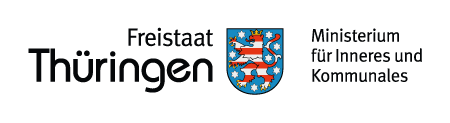 Freistaat
Thüringen
Ministerium
für Inneres und
Kommunales